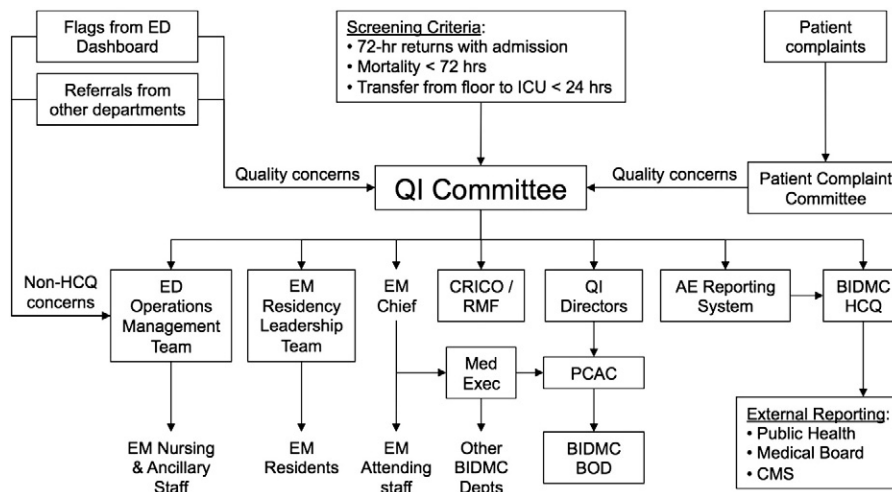 Flags from ED
Dashboard
Referrals from
other departments
Screening Criteria:
• 72-hr returns with admission
• Mortality < 72 hrs
• Transfer from floor to ICU < 24 hrs
Patient
complaints
Quality concerns
QI Committee
Quality concerns
Patient Complaint
Committee
Non-HCQ
concerns
ED
Operations
Management
Team
EM
Residency
Leadership
Team
EM
Chief
CRICO /
RMF
QI
Directors
AE Reporting
System
BIDMC
HCQ
Med
Exec
PCAC
EM Nursing
& Ancillary
Staff
EM
Residents
EM
Attending
staff
Other
BIDMC
Depts
BIDMC
BOD
External Reporting:
• Public Health
• Medical Board
• CMS